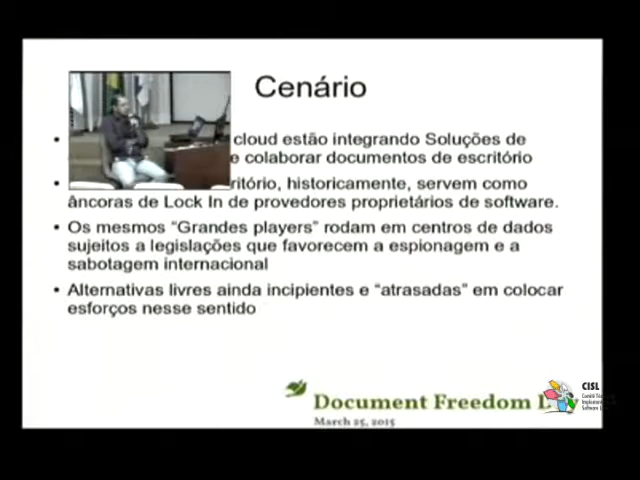 Cenário
cloud estão integrando Soluções de
e colaborar documentos de escritório
ritório, historicamente, servem como
âncoras de Lock In de provedores proprietários de software.
Os mesmos “Grandes players” rodam em centros de dados
sujeitos a legislações que favorecem a espionagem e a
sabotagem internacional
Alternativas livres ainda incipientes e “atrasadas” em colocar
esforços nesse sentido
Document Freedom
March 25, 2015
CISL